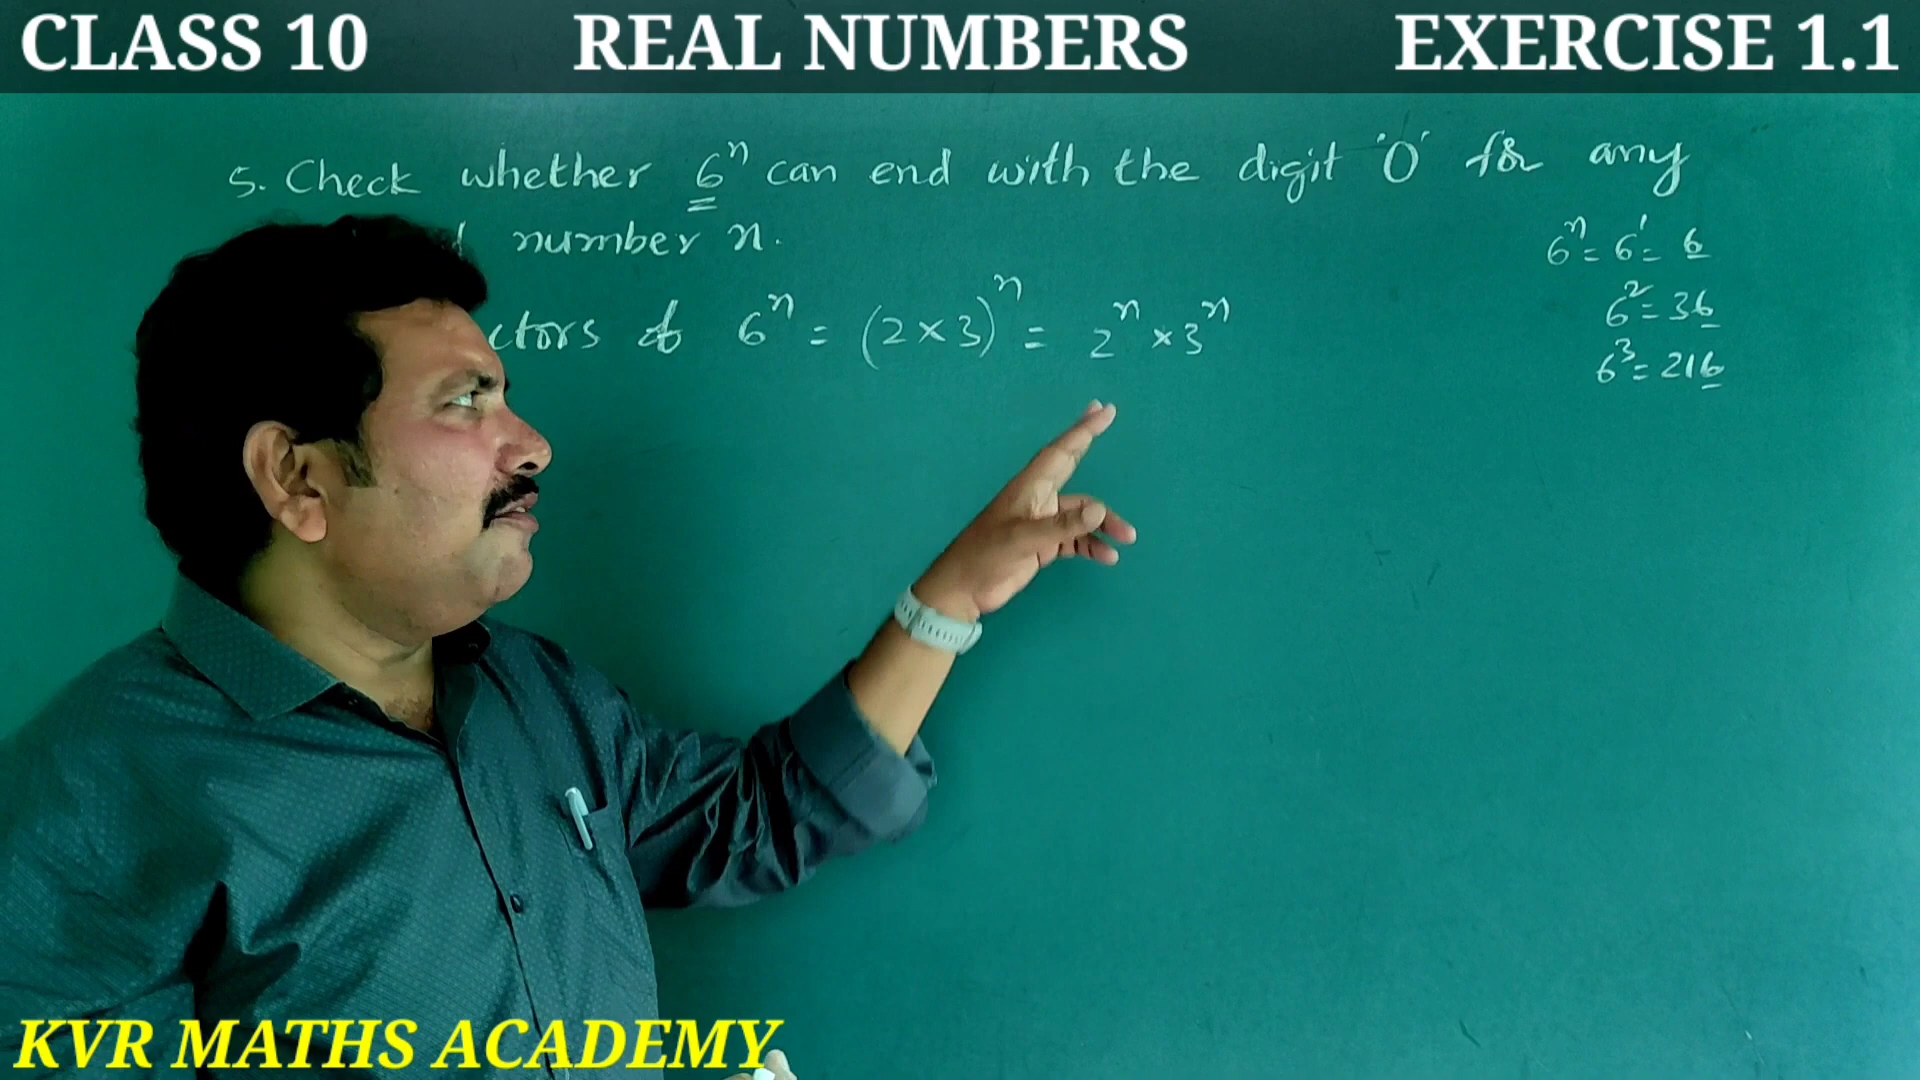 CLASS 10 REAL NUMBERS EXERCISE 1.1
5. Check whether 6ⁿ can end with the digit '0' for any
number n.
6ⁿ = 6¹ = 6
6² = 36
ctors of 6ⁿ = (2×3)ⁿ = 2ⁿ × 3ⁿ
6³ = 216
KVR MATHS ACADEMY